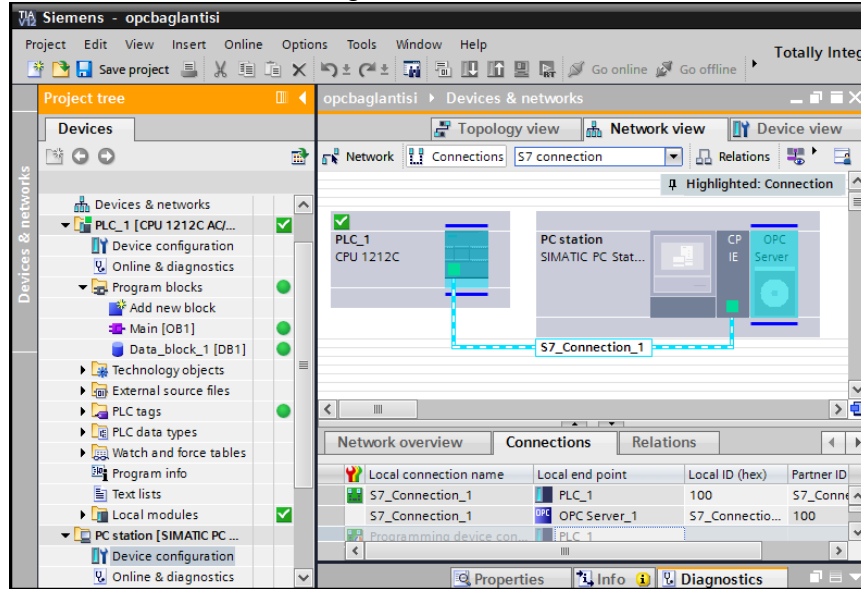 TIA V12 Siemens - opcbaglantisi
Project Edit View Insert Online Options Tools Window Help
Save project Go online Go offline Totally Integ
Project tree
opcbaglantisi ▸ Devices & networks
Devices
Topology view Network view Device view
Network Connections S7 connection Relations
Highlighted: Connection
Devices & networks
Devices & networks
PLC_1 [CPU 1212C AC/...
Device configuration
Online & diagnostics
Program blocks
Add new block
Main [OB1]
Data_block_1 [DB1]
Technology objects
External source files
PLC tags
PLC data types
Watch and force tables
Program info
Text lists
Local modules
PC station [SIMATIC PC ...
Device configuration
Online & diagnostics
PLC_1
CPU 1212C
PC station
SIMATIC PC Stat...
CP
IE
OPC
Server
S7_Connection_1
Network overview Connections Relations
Local connection name Local end point Local ID (hex) Partner ID
S7_Connection_1 PLC_1 100 S7_Conne
S7_Connection_1 OPC OPC Server_1 S7_Connectio... 100
Programming device con... PLC_1
Properties Info Diagnostics